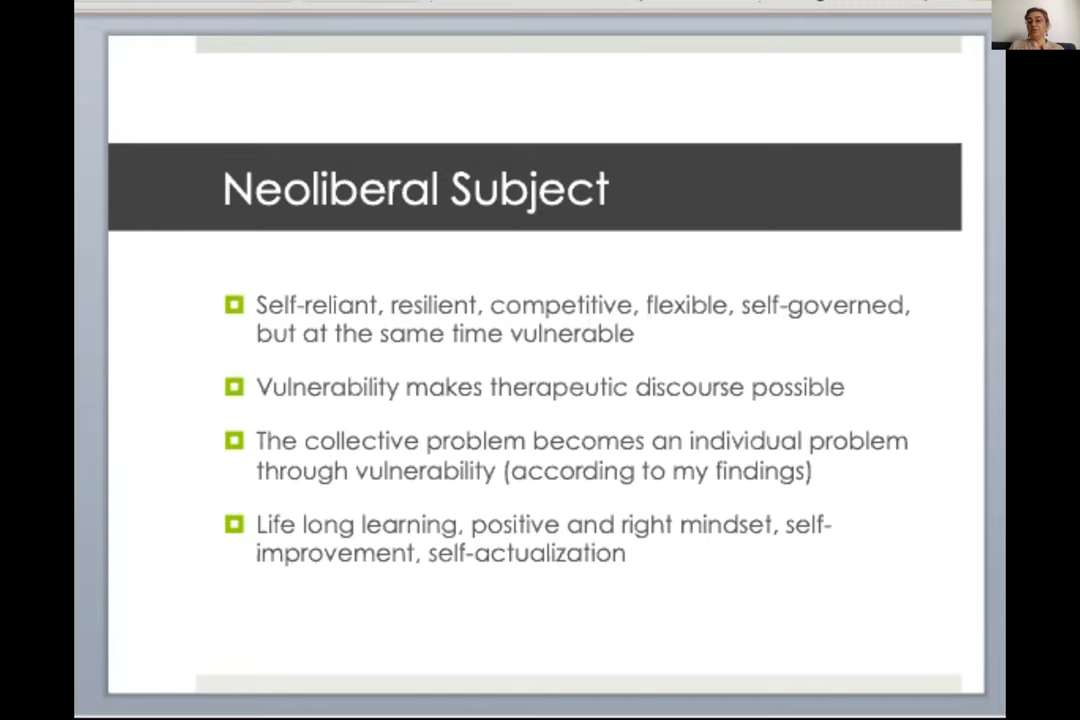 Neoliberal Subject
Self-reliant, resilient, competitive, flexible, self-governed,
but at the same time vulnerable
Vulnerability makes therapeutic discourse possible
The collective problem becomes an individual problem
through vulnerability (according to my findings)
Life long learning, positive and right mindset, self-
improvement, self-actualization